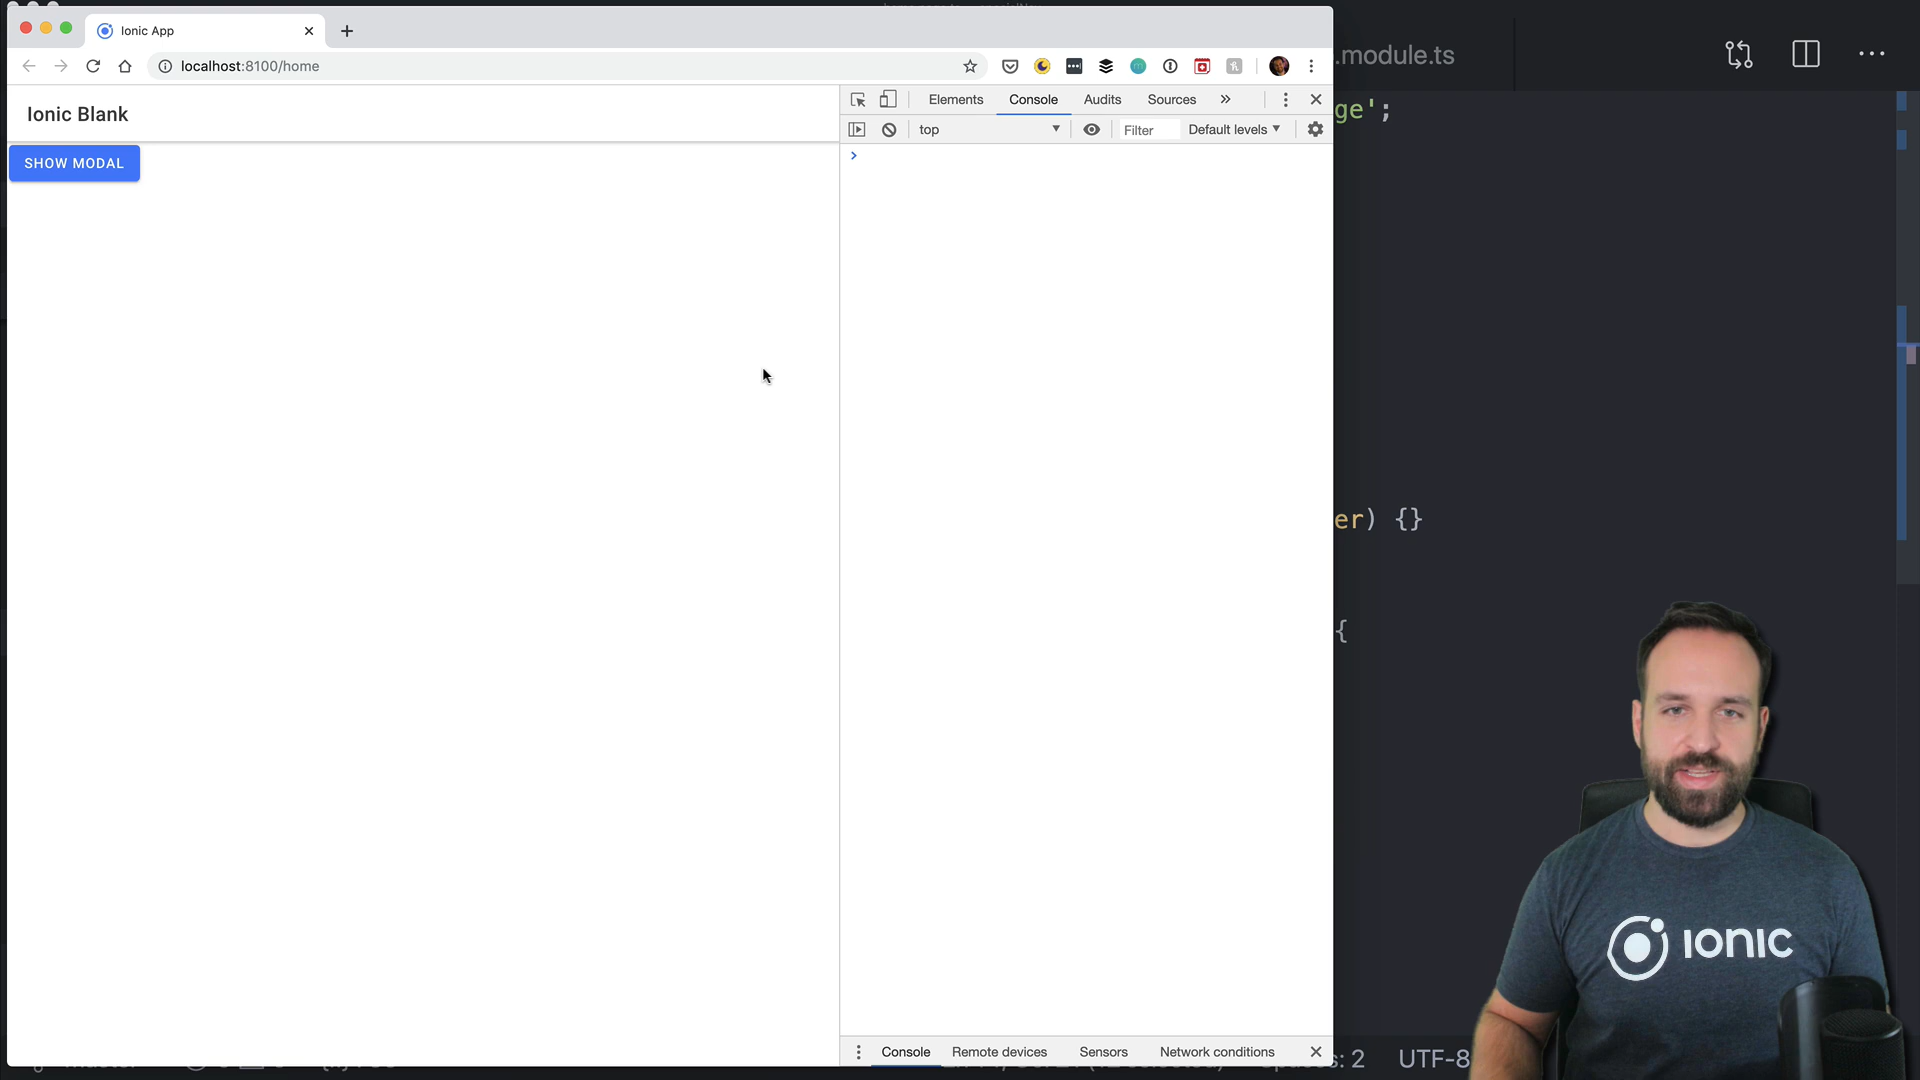 Ionic App
localhost:8100/home
Ionic Blank
SHOW MODAL
Elements Console Audits Sources
top Filter Default levels
Console Remote devices Sensors Network conditions
.module.ts
ge';
er) {}
{
IONIC
s: 2 UTF-8